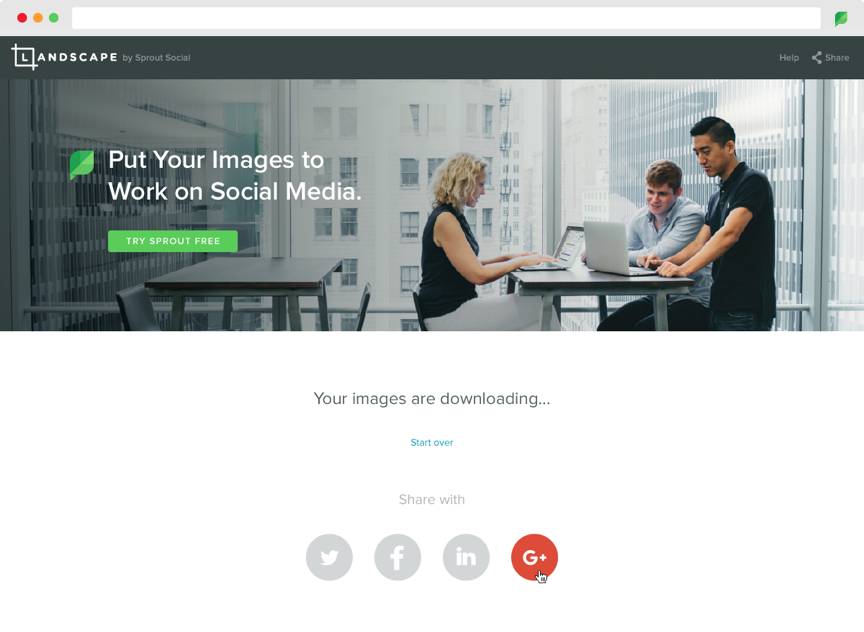 LANDSCAPE by Sprout Social
Help Share
Put Your Images to
Work on Social Media.
TRY SPROUT FREE
Your images are downloading...
Start over
Share with
f
in
G+